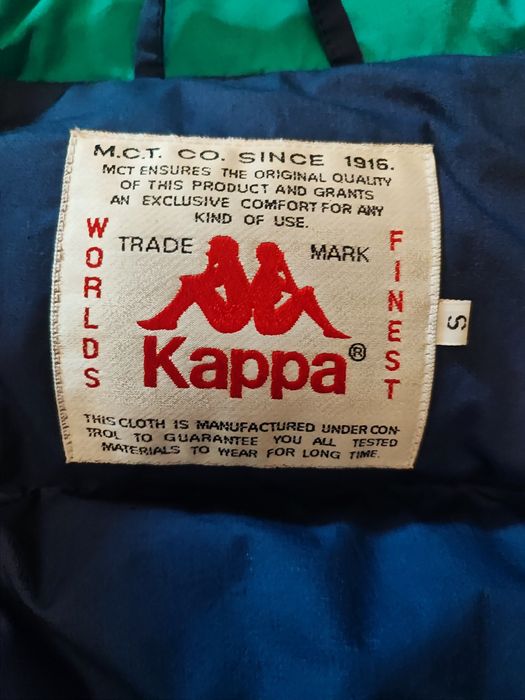 M.C.T. CO. SINCE 1916.
MCT ENSURES THE ORIGINAL QUALITY
OF THIS PRODUCT AND GRANTS
AN EXCLUSIVE COMFORT FOR ANY
KIND OF USE.
WORLDS
TRADE MARK
FINEST
Kappa®
S
THIS CLOTH IS MANUFACTURED UNDER CON-
TROL TO GUARANTEE YOU ALL TESTED
MATERIALS TO WEAR FOR LONG TIME.